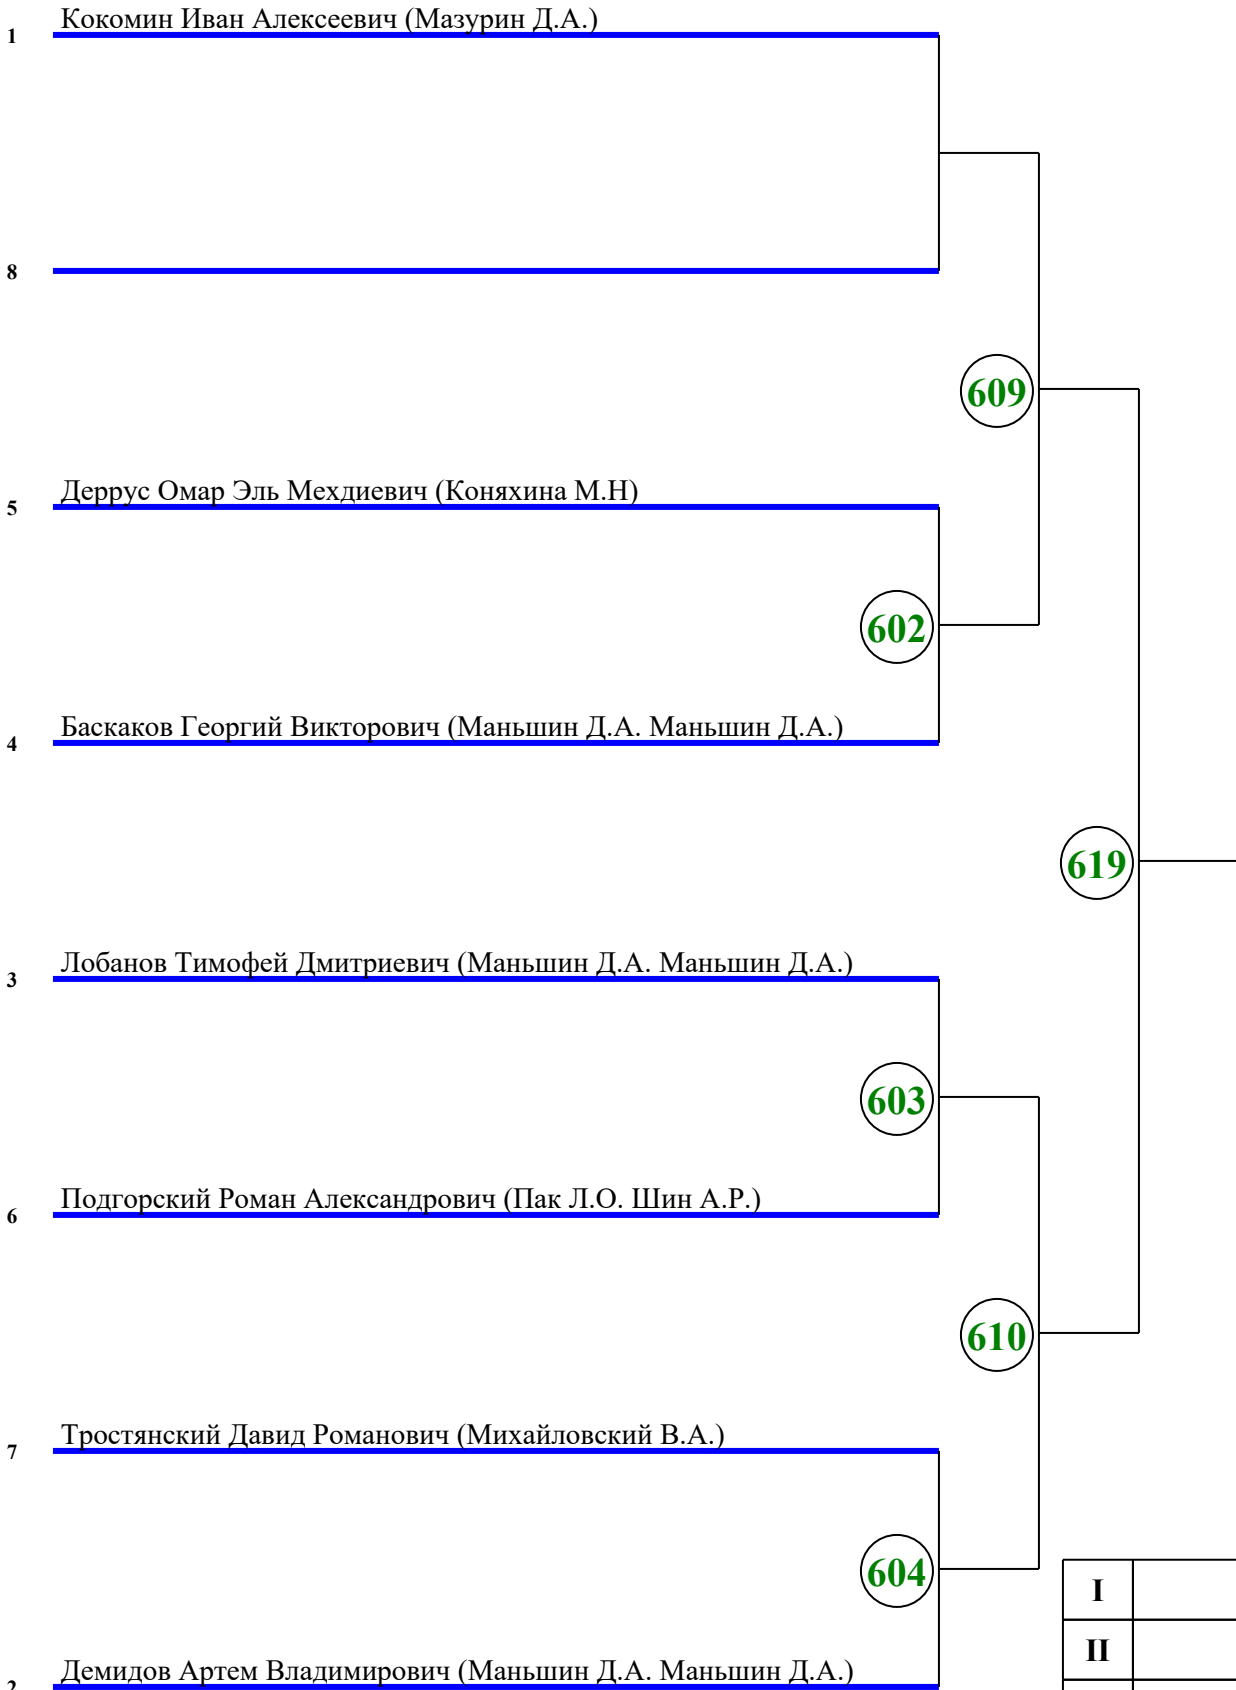 Кокомин Иван Алексеевич (Мазурин Д.А.)
1
8
609
Деррус Омар Эль Мехдиевич (Коняхина М.Н)
5
602
Баскаков Георгий Викторович (Маньшин Д.А. Маньшин Д.А.)
4
619
Лобанов Тимофей Дмитриевич (Маньшин Д.А. Маньшин Д.А.)
3
603
Подгорский Роман Александрович (Пак Л.О. Шин А.Р.)
6
610
Тростянский Давид Романович (Михайловский В.А.)
7
604
I
II
Демидов Артем Владимирович (Маньшин Д.А. Маньшин Д.А.)
2